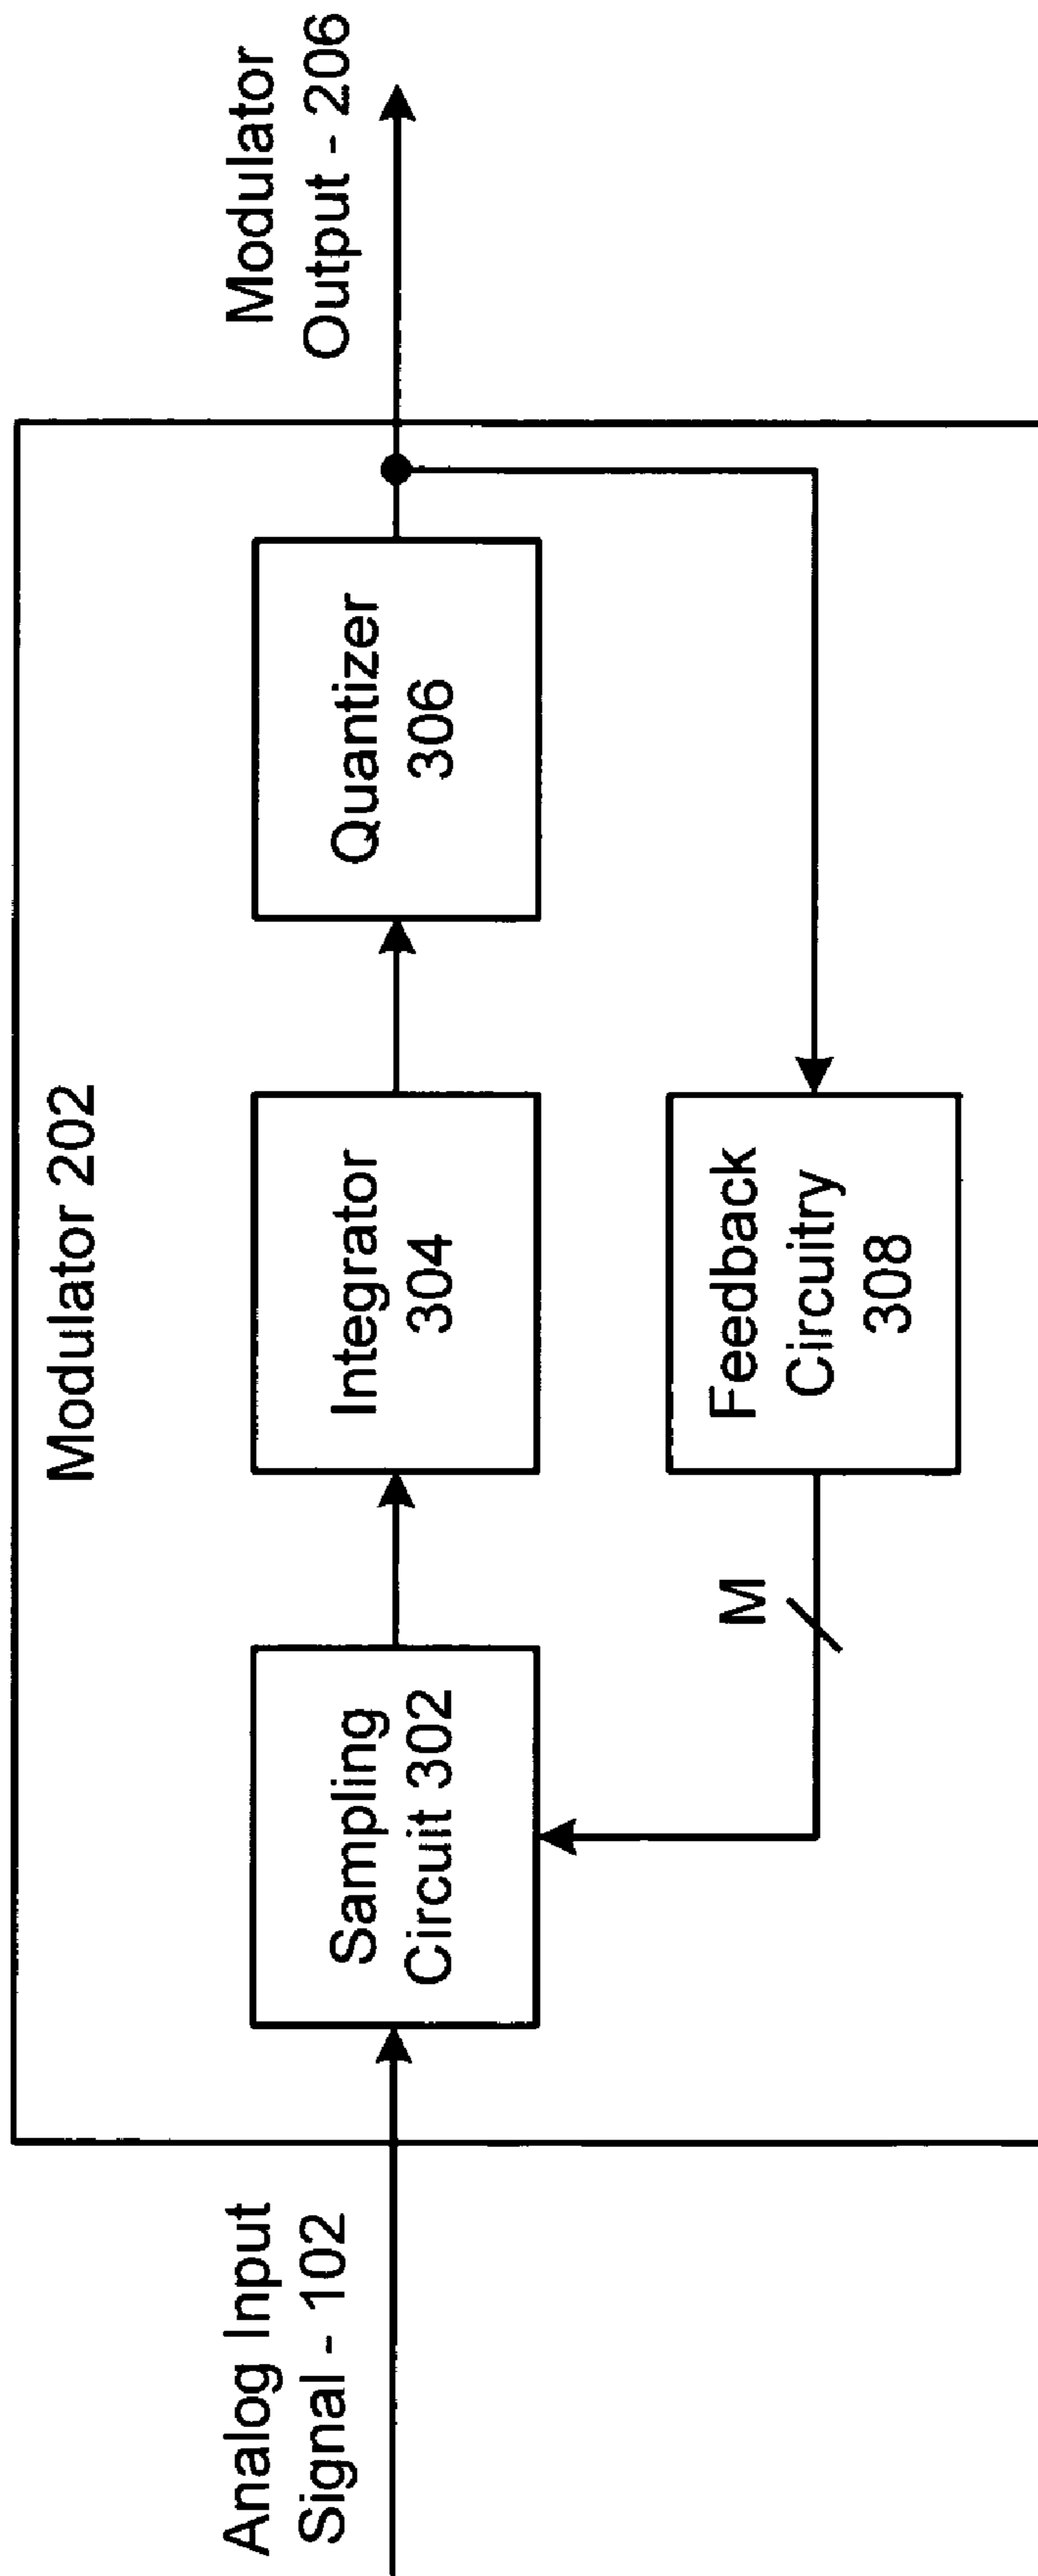 Modulator 202
Analog Input
Signal - 102
Sampling
Circuit 302
Integrator
304
Quantizer
306
Modulator
Output - 206
M
Feedback
Circuitry
308